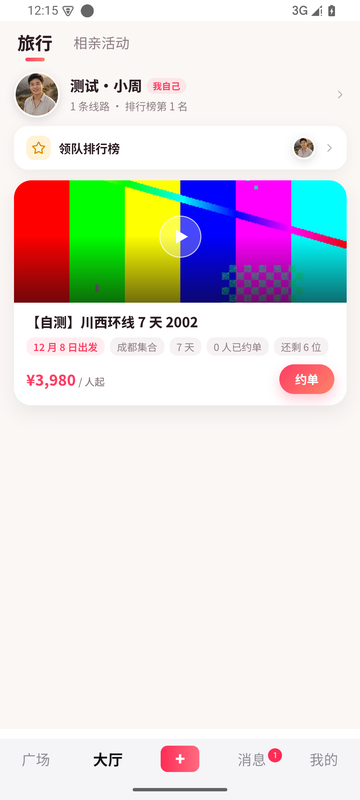 12:15 3G
旅行 相亲活动
测试·小周 我自己
1 条线路 · 排行榜第 1 名
领队排行榜
【自测】川西环线 7 天 2002
12 月 8 日出发 成都集合 7 天 0 人已约单 还剩 6 位
¥3,980 / 人起 约单
广场 大厅 + 消息 1 我的